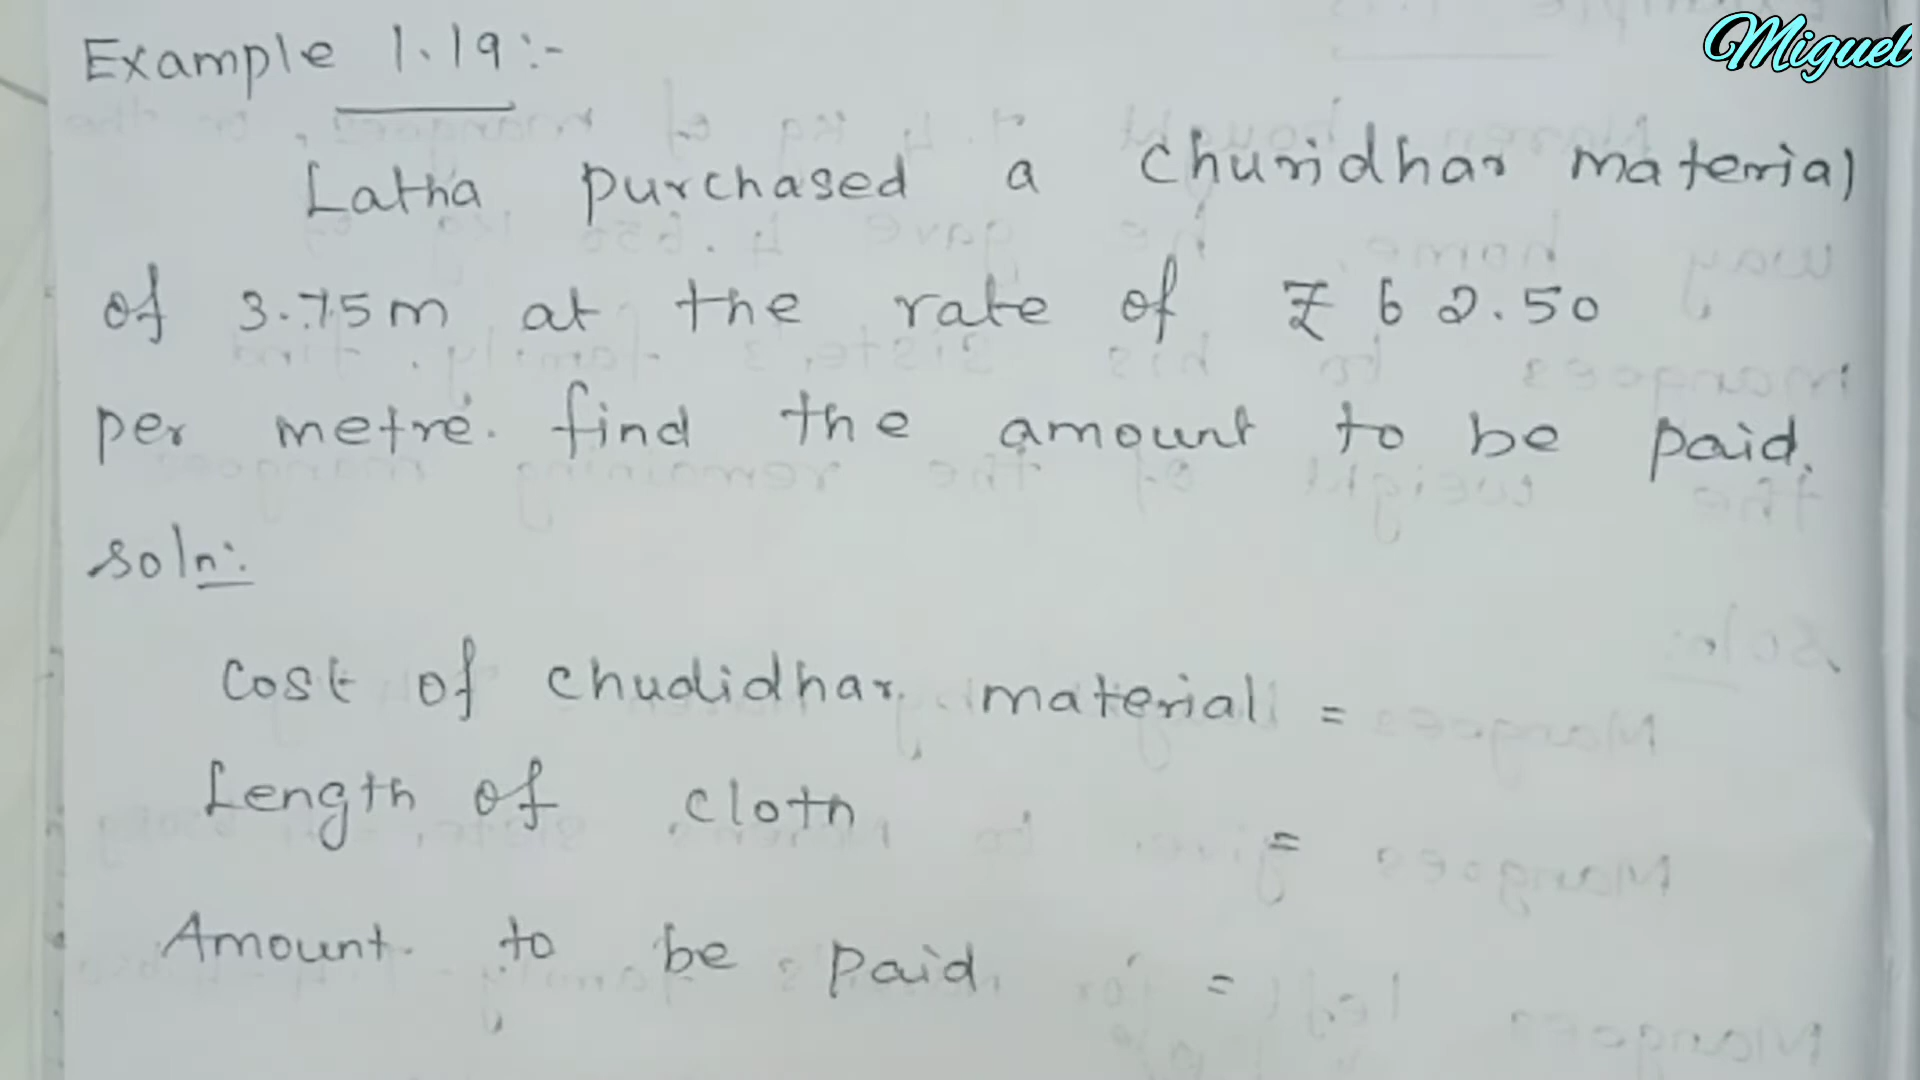 Miguel
Example 1.19:-
Latha purchased a churidhar material
of 3.75m at the rate of ₹ 62.50
per metre. find the amount to be paid.
soln:
Cost of chudidhar material =
Length of cloth =
Amount to be paid =